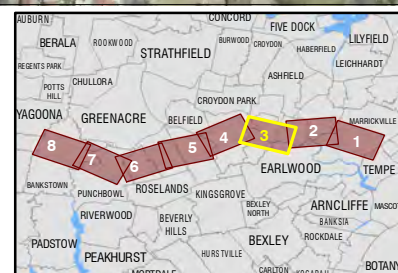 AUBURN
CONCORD
FIVE DOCK
BERALA
ROOKWOOD
BURWOOD
CROYDON
LILYFIELD
STRATHFIELD
HABERFIELD
REGENTS PARK
LEICHHARDT
CHULLORA
ASHFIELD
POTTS
HILL
CROYDON PARK
YAGOONA
GREENACRE
BELFIELD
MARRICKVILLE
8
7
6
5
4
3
2
1
EARLWOOD
TEMPE
BANKSTOWN
PUNCHBOWL
ROSELANDS
KINGSGROVE
BEXLEY
NORTH
ARNCLIFFE
MASCOT
RIVERWOOD
BEVERLY
HILLS
BANKSIA
ROCKDALE
PADSTOW
BEXLEY
PEAKHURST
HURSTVILLE
MORTDALE
CARLTON
KOGARAH
BOTANY